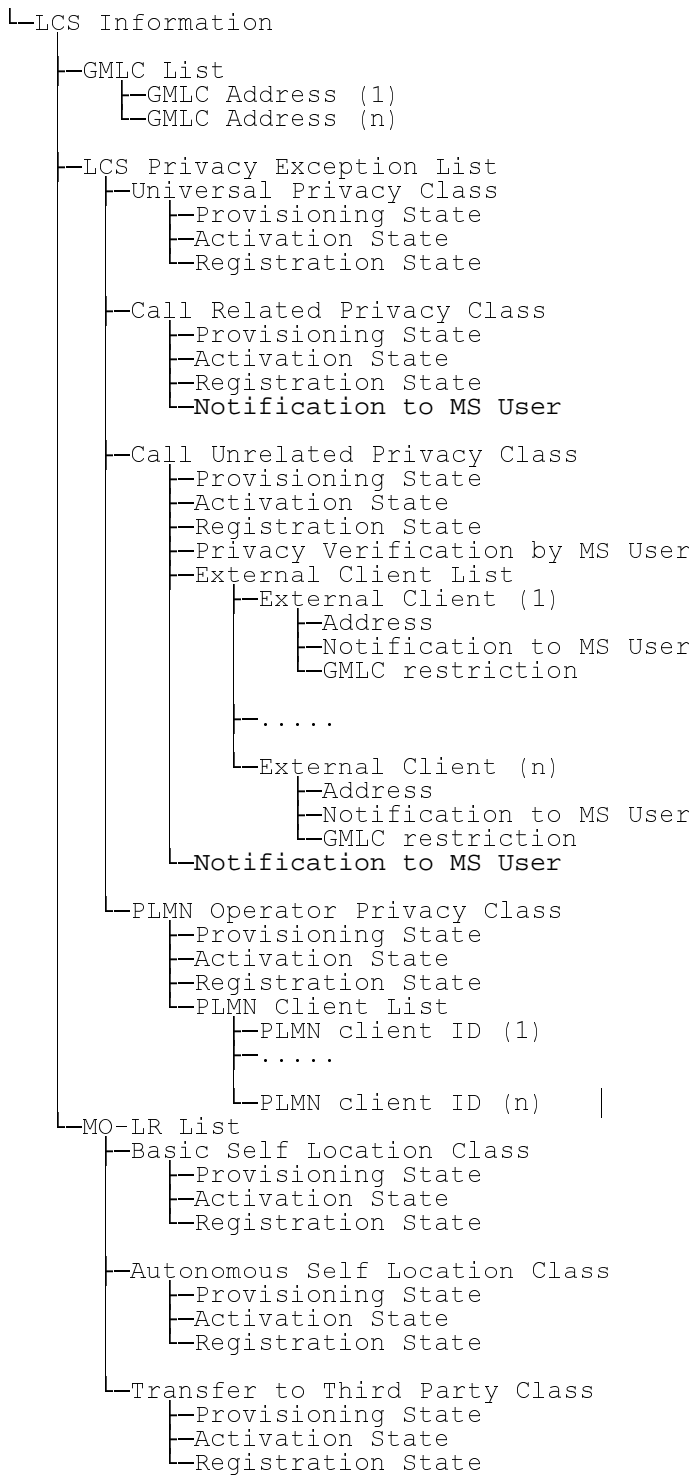 LCS Information
GMLC List
GMLC Address (1)
GMLC Address (n)
LCS Privacy Exception List
Universal Privacy Class
Provisioning State
Activation State
Registration State
Call Related Privacy Class
Provisioning State
Activation State
Registration State
Notification to MS User
Call Unrelated Privacy Class
Provisioning State
Activation State
Registration State
Privacy Verification by MS User
External Client List
External Client (1)
Address
Notification to MS User
GMLC restriction
.....
External Client (n)
Address
Notification to MS User
GMLC restriction
Notification to MS User
PLMN Operator Privacy Class
Provisioning State
Activation State
Registration State
PLMN Client List
PLMN client ID (1)
.....
PLMN client ID (n)
MO-LR List
Basic Self Location Class
Provisioning State
Activation State
Registration State
Autonomous Self Location Class
Provisioning State
Activation State
Registration State
Transfer to Third Party Class
Provisioning State
Activation State
Registration State